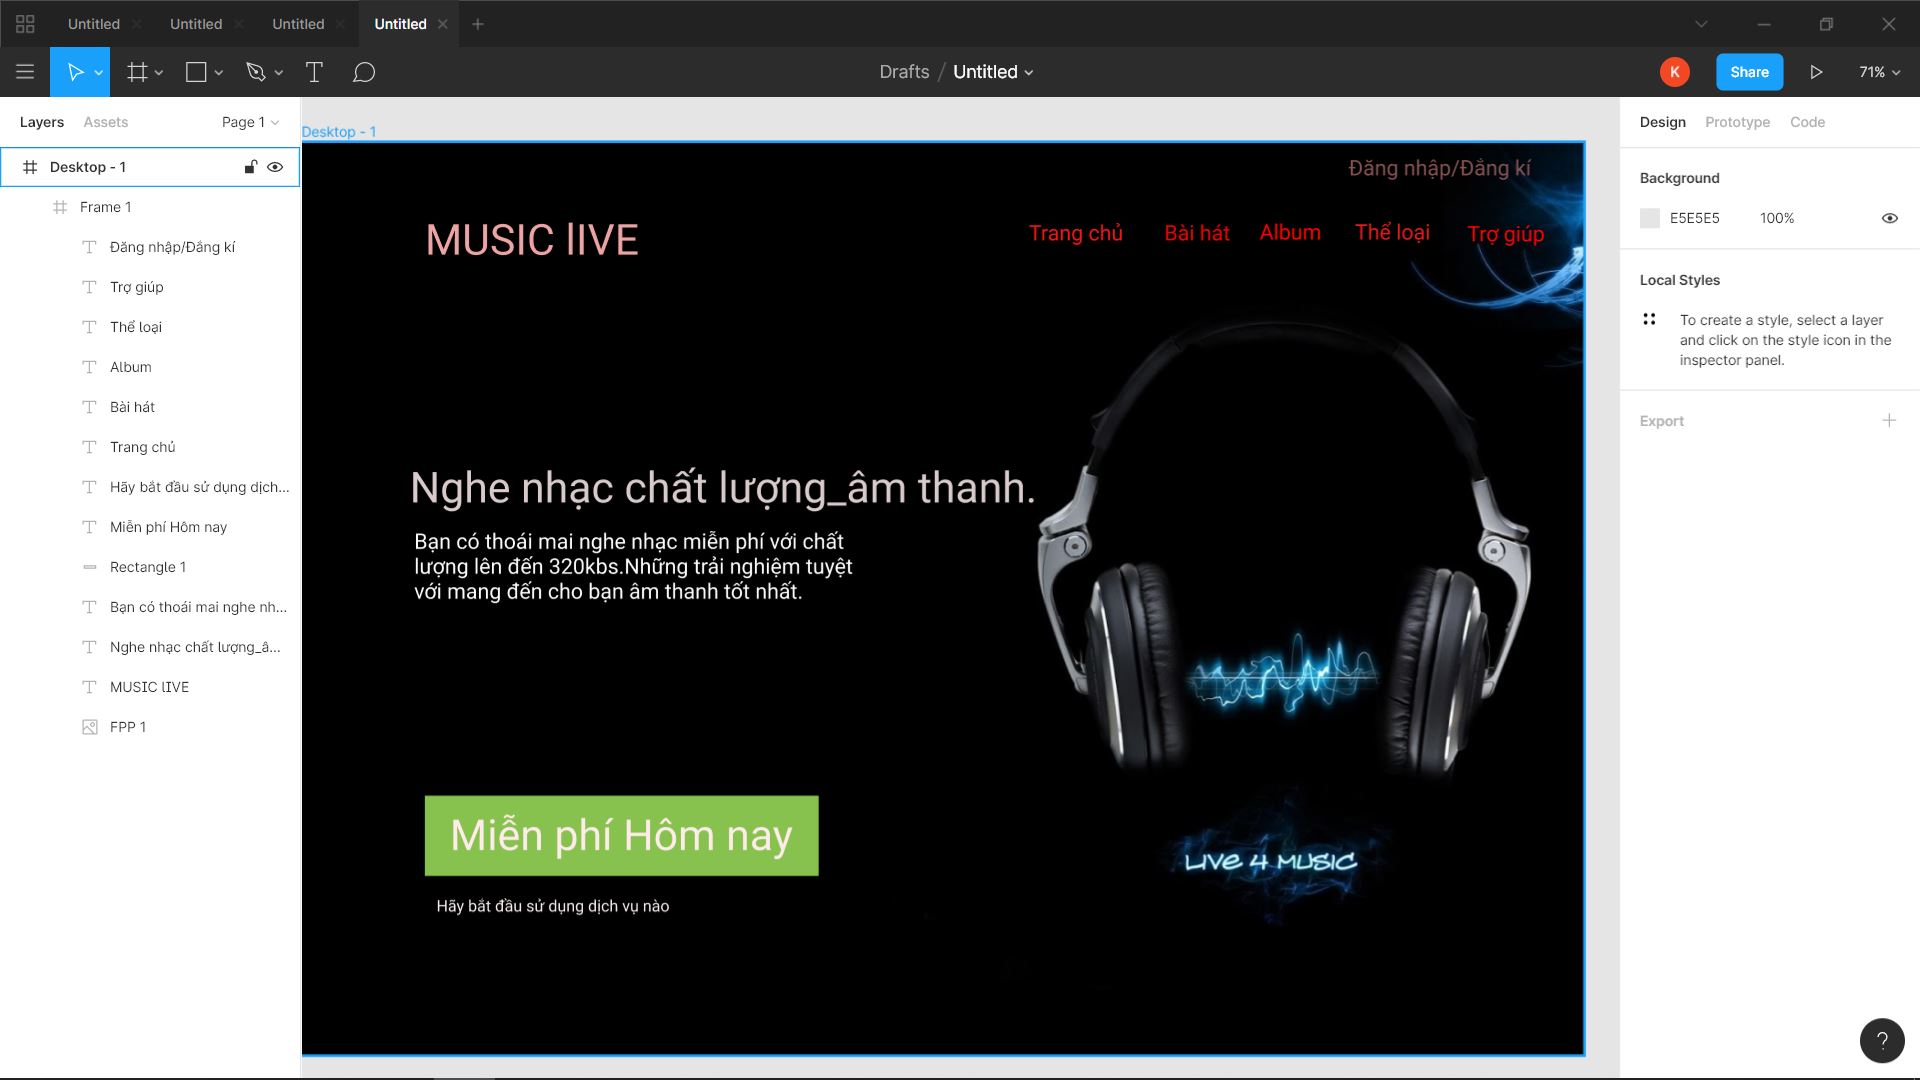 Untitled
Untitled
Untitled
Untitled
Drafts / Untitled
K
Share
71%
Layers
Assets
Page 1
Desktop - 1
Frame 1
Đăng nhập/Đắng kí
Trợ giúp
Thể loại
Album
Bài hát
Trang chủ
Hãy bắt đầu sử dụng dịch...
Miễn phí Hôm nay
Rectangle 1
Bạn có thoái mai nghe nh...
Nghe nhạc chất lượng_â...
MUSIC lIVE
FPP 1
Desktop - 1
Đăng nhập/Đắng kí
MUSIC lIVE
Trang chủ
Bài hát
Album
Thể loại
Trợ giúp
Nghe nhạc chất lượng_âm thanh.
Bạn có thoái mai nghe nhạc miễn phí với chất
lượng lên đến 320kbs.Những trải nghiệm tuyệt
với mang đến cho bạn âm thanh tốt nhất.
Miễn phí Hôm nay
Hãy bắt đầu sử dụng dịch vụ nào
LIVE 4 MUSIC
Design
Prototype
Code
Background
E5E5E5
100%
Local Styles
To create a style, select a layer
and click on the style icon in the
inspector panel.
Export
?